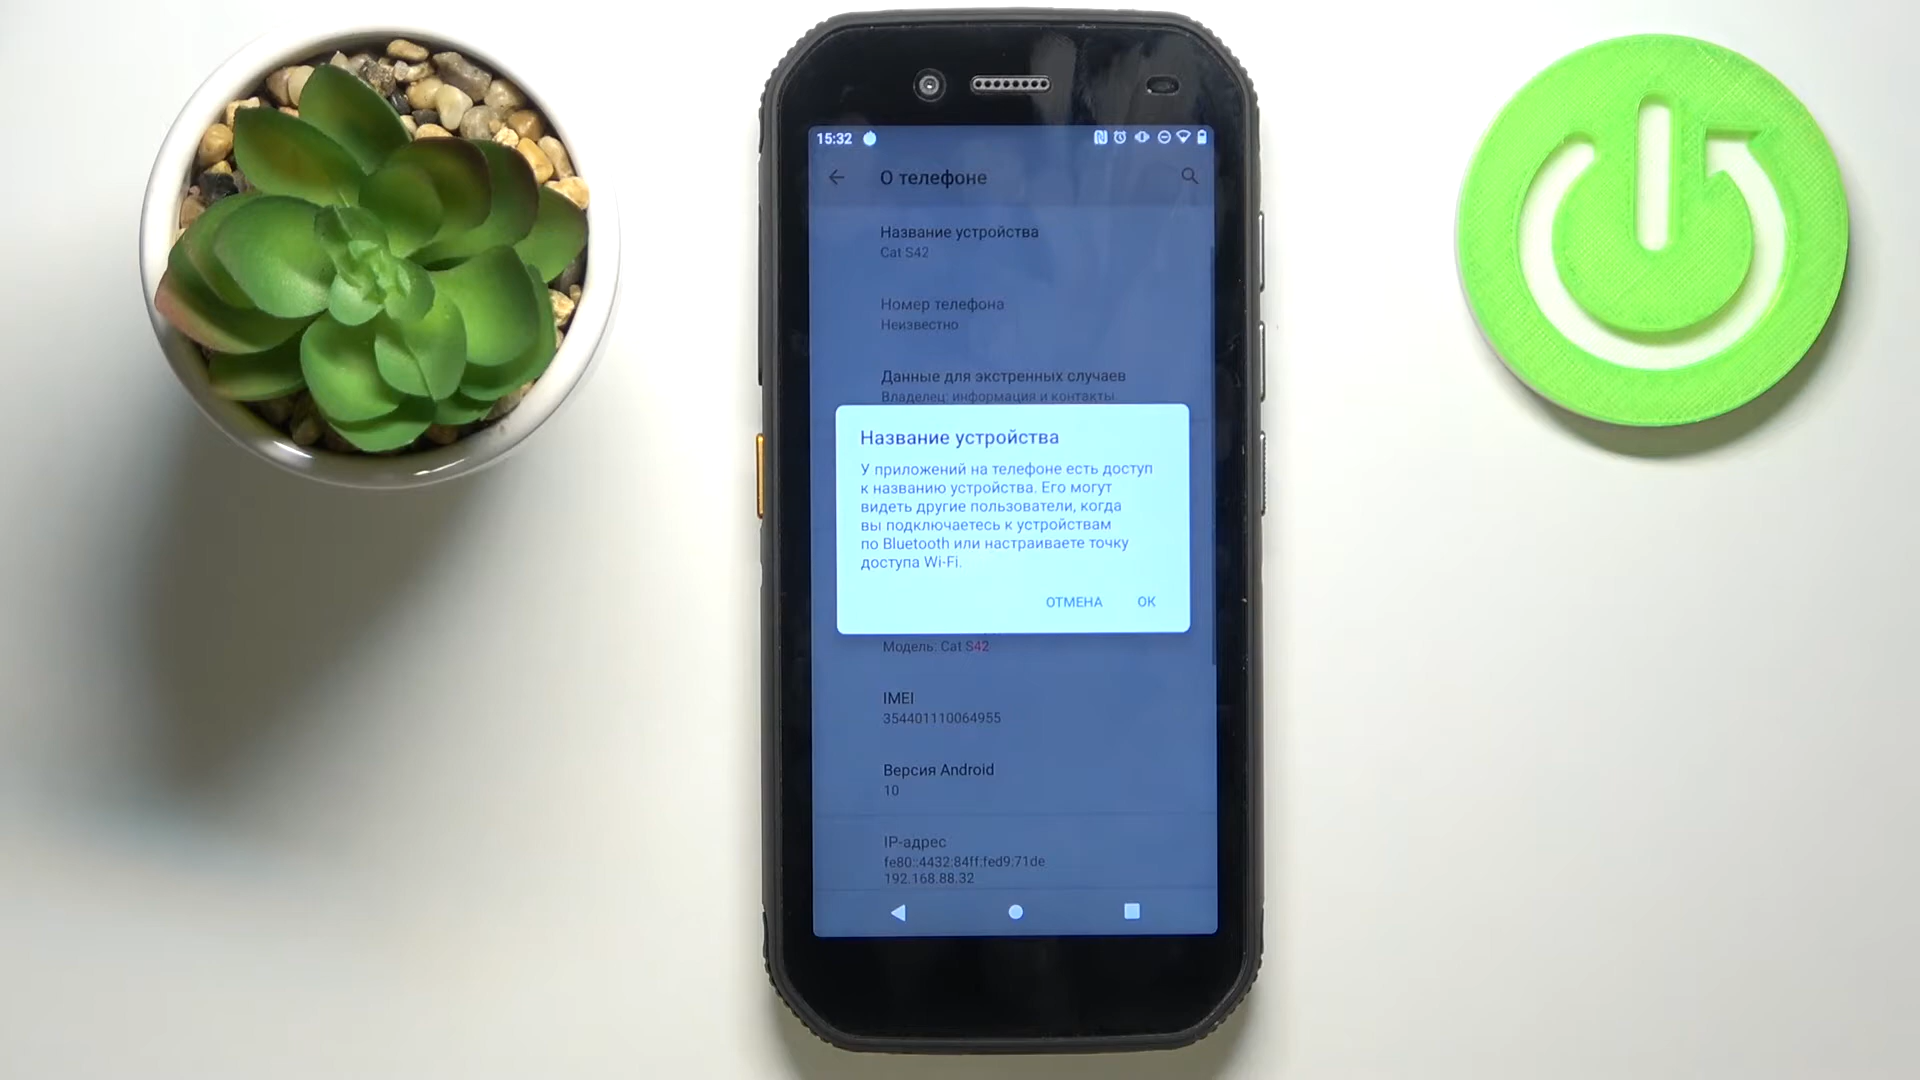 15:32
О телефоне
Название устройства
Cat S42
Номер телефона
Неизвестно
Данные для экстренных случаев
Владелец: информация и контакты.
Название устройства
У приложений на телефоне есть доступ
к названию устройства. Его могут
видеть другие пользователи, когда
вы подключаетесь к устройствам
по Bluetooth или настраиваете точку
доступа Wi-Fi.
ОТМЕНА ОК
Модель: Cat S42
IMEI
354401110064955
Версия Android
10
IP-адрес
fe80::4432:84ff:fed9:71de
192.168.88.32